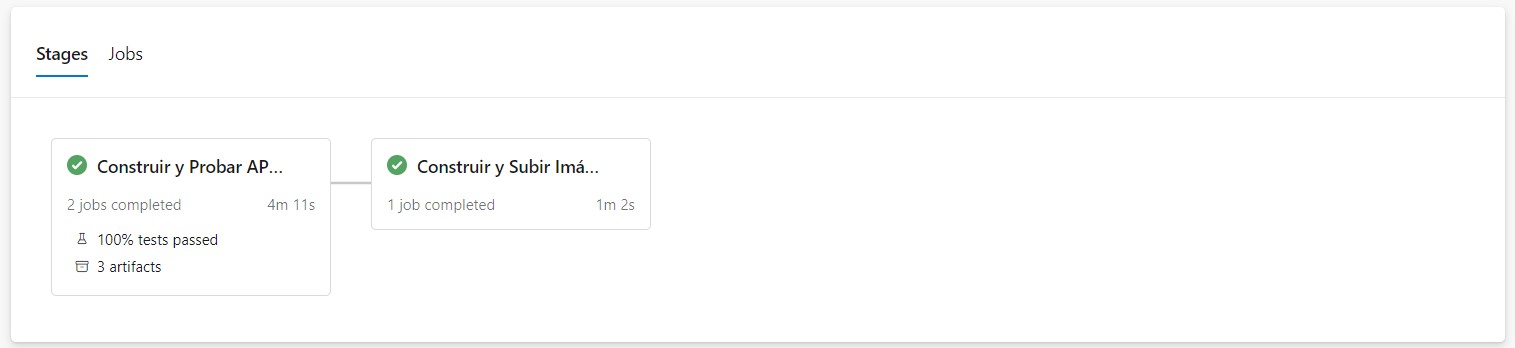 Stages Jobs
Construir y Probar AP...
2 jobs completed 4m 11s
100% tests passed
3 artifacts
Construir y Subir Imá...
1 job completed 1m 2s